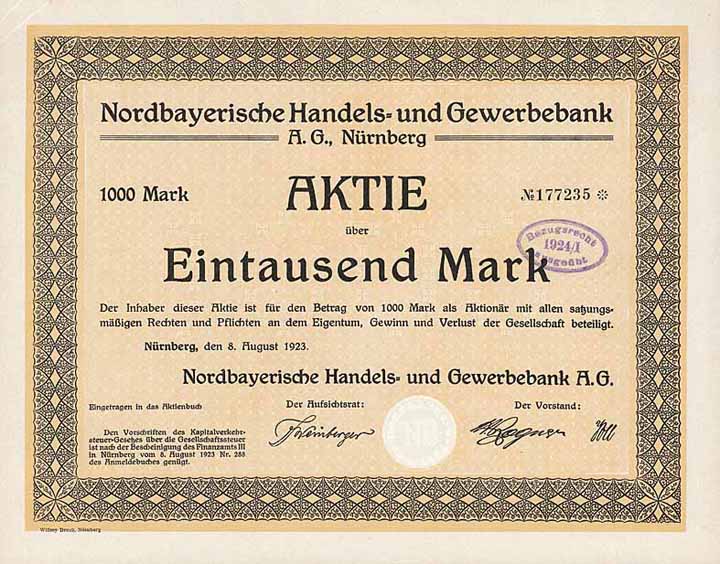 Nordbayerische Handels- und Gewerbebank
A. G., Nürnberg
1000 Mark
AKTIE
№ 177235 ※
über
Bezugsrecht
1924/I
ausgeübt
Eintausend Mark
Der Inhaber dieser Aktie ist für den Betrag von 1000 Mark als Aktionär mit allen satzungs-
mäßigen Rechten und Pflichten an dem Eigentum, Gewinn und Verlust der Gesellschaft beteiligt.
Nürnberg, den 8. August 1923.
Nordbayerische Handels- und Gewerbebank A.G.
Eingetragen in das Aktienbuch
Der Aufsichtsrat:
Der Vorstand:
Den Vorschriften des Kapitalverkehr-
steuer-Gesetzes über die Gesellschaftssteuer
ist nach der Bescheinigung des Finanzamts III
in Nürnberg vom 8. August 1923 Nr. 288
des Anmeldebuches genügt.